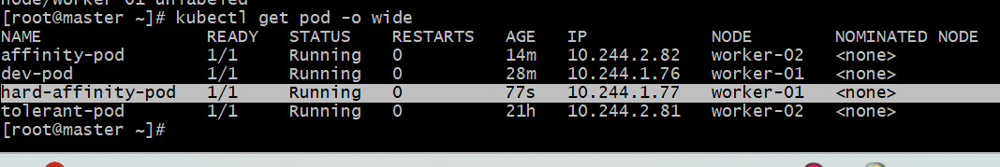 node/worker-01 unlabeled
[root@master ~]# kubectl get pod -o wide
NAME READY STATUS RESTARTS AGE IP NODE NOMINATED NODE
affinity-pod 1/1 Running 0 14m 10.244.2.82 worker-02 <none>
dev-pod 1/1 Running 0 28m 10.244.1.76 worker-01 <none>
hard-affinity-pod 1/1 Running 0 77s 10.244.1.77 worker-01 <none>
tolerant-pod 1/1 Running 0 21h 10.244.2.81 worker-02 <none>
[root@master ~]#